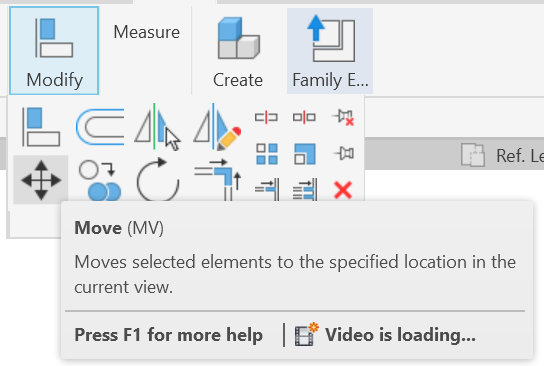 Measure
Modify
Create
Family E...
Ref. Le
Move (MV)
Moves selected elements to the specified location in the
current view.
Press F1 for more help
Video is loading...